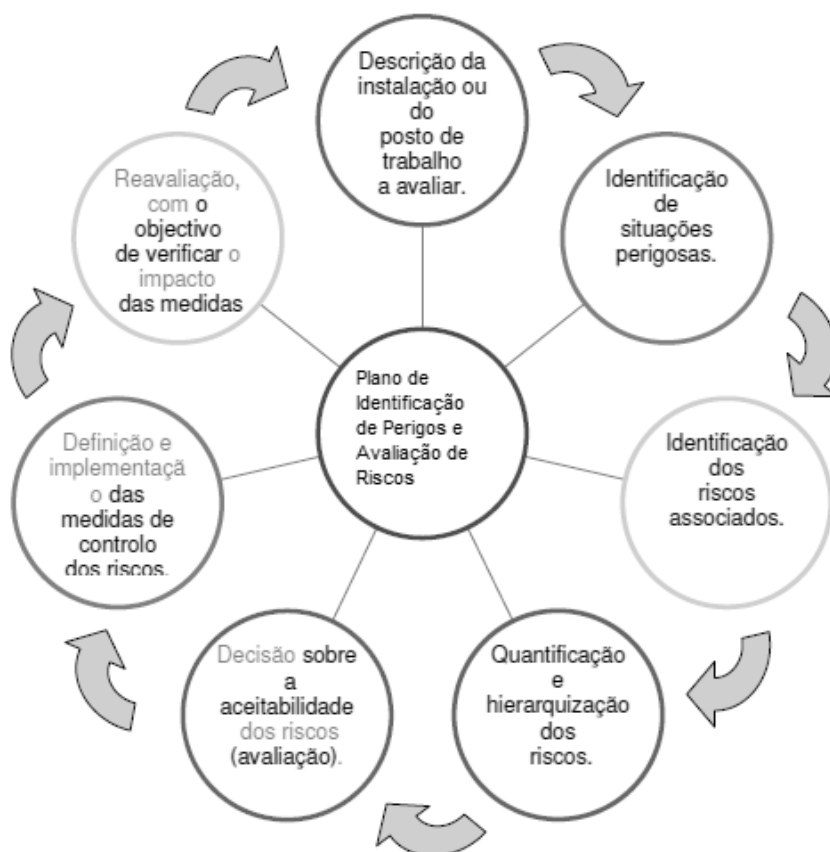 Descrição da
instalação ou
do
posto de
trabalho
a avaliar.
Identificação
de
situações
perigosas.
Identificação
dos
riscos
associados.
Quantificação
e
hierarquização
dos
riscos.
Decisão sobre
a
aceitabilidade
dos riscos
(avaliação).
Definição e
implementaçã
o das
medidas de
controlo
dos riscos.
Reavaliação,
com o
objectivo
de verificar o
impacto
das medidas
Plano de
Identificação
de Perigos e
Avaliação de
Riscos